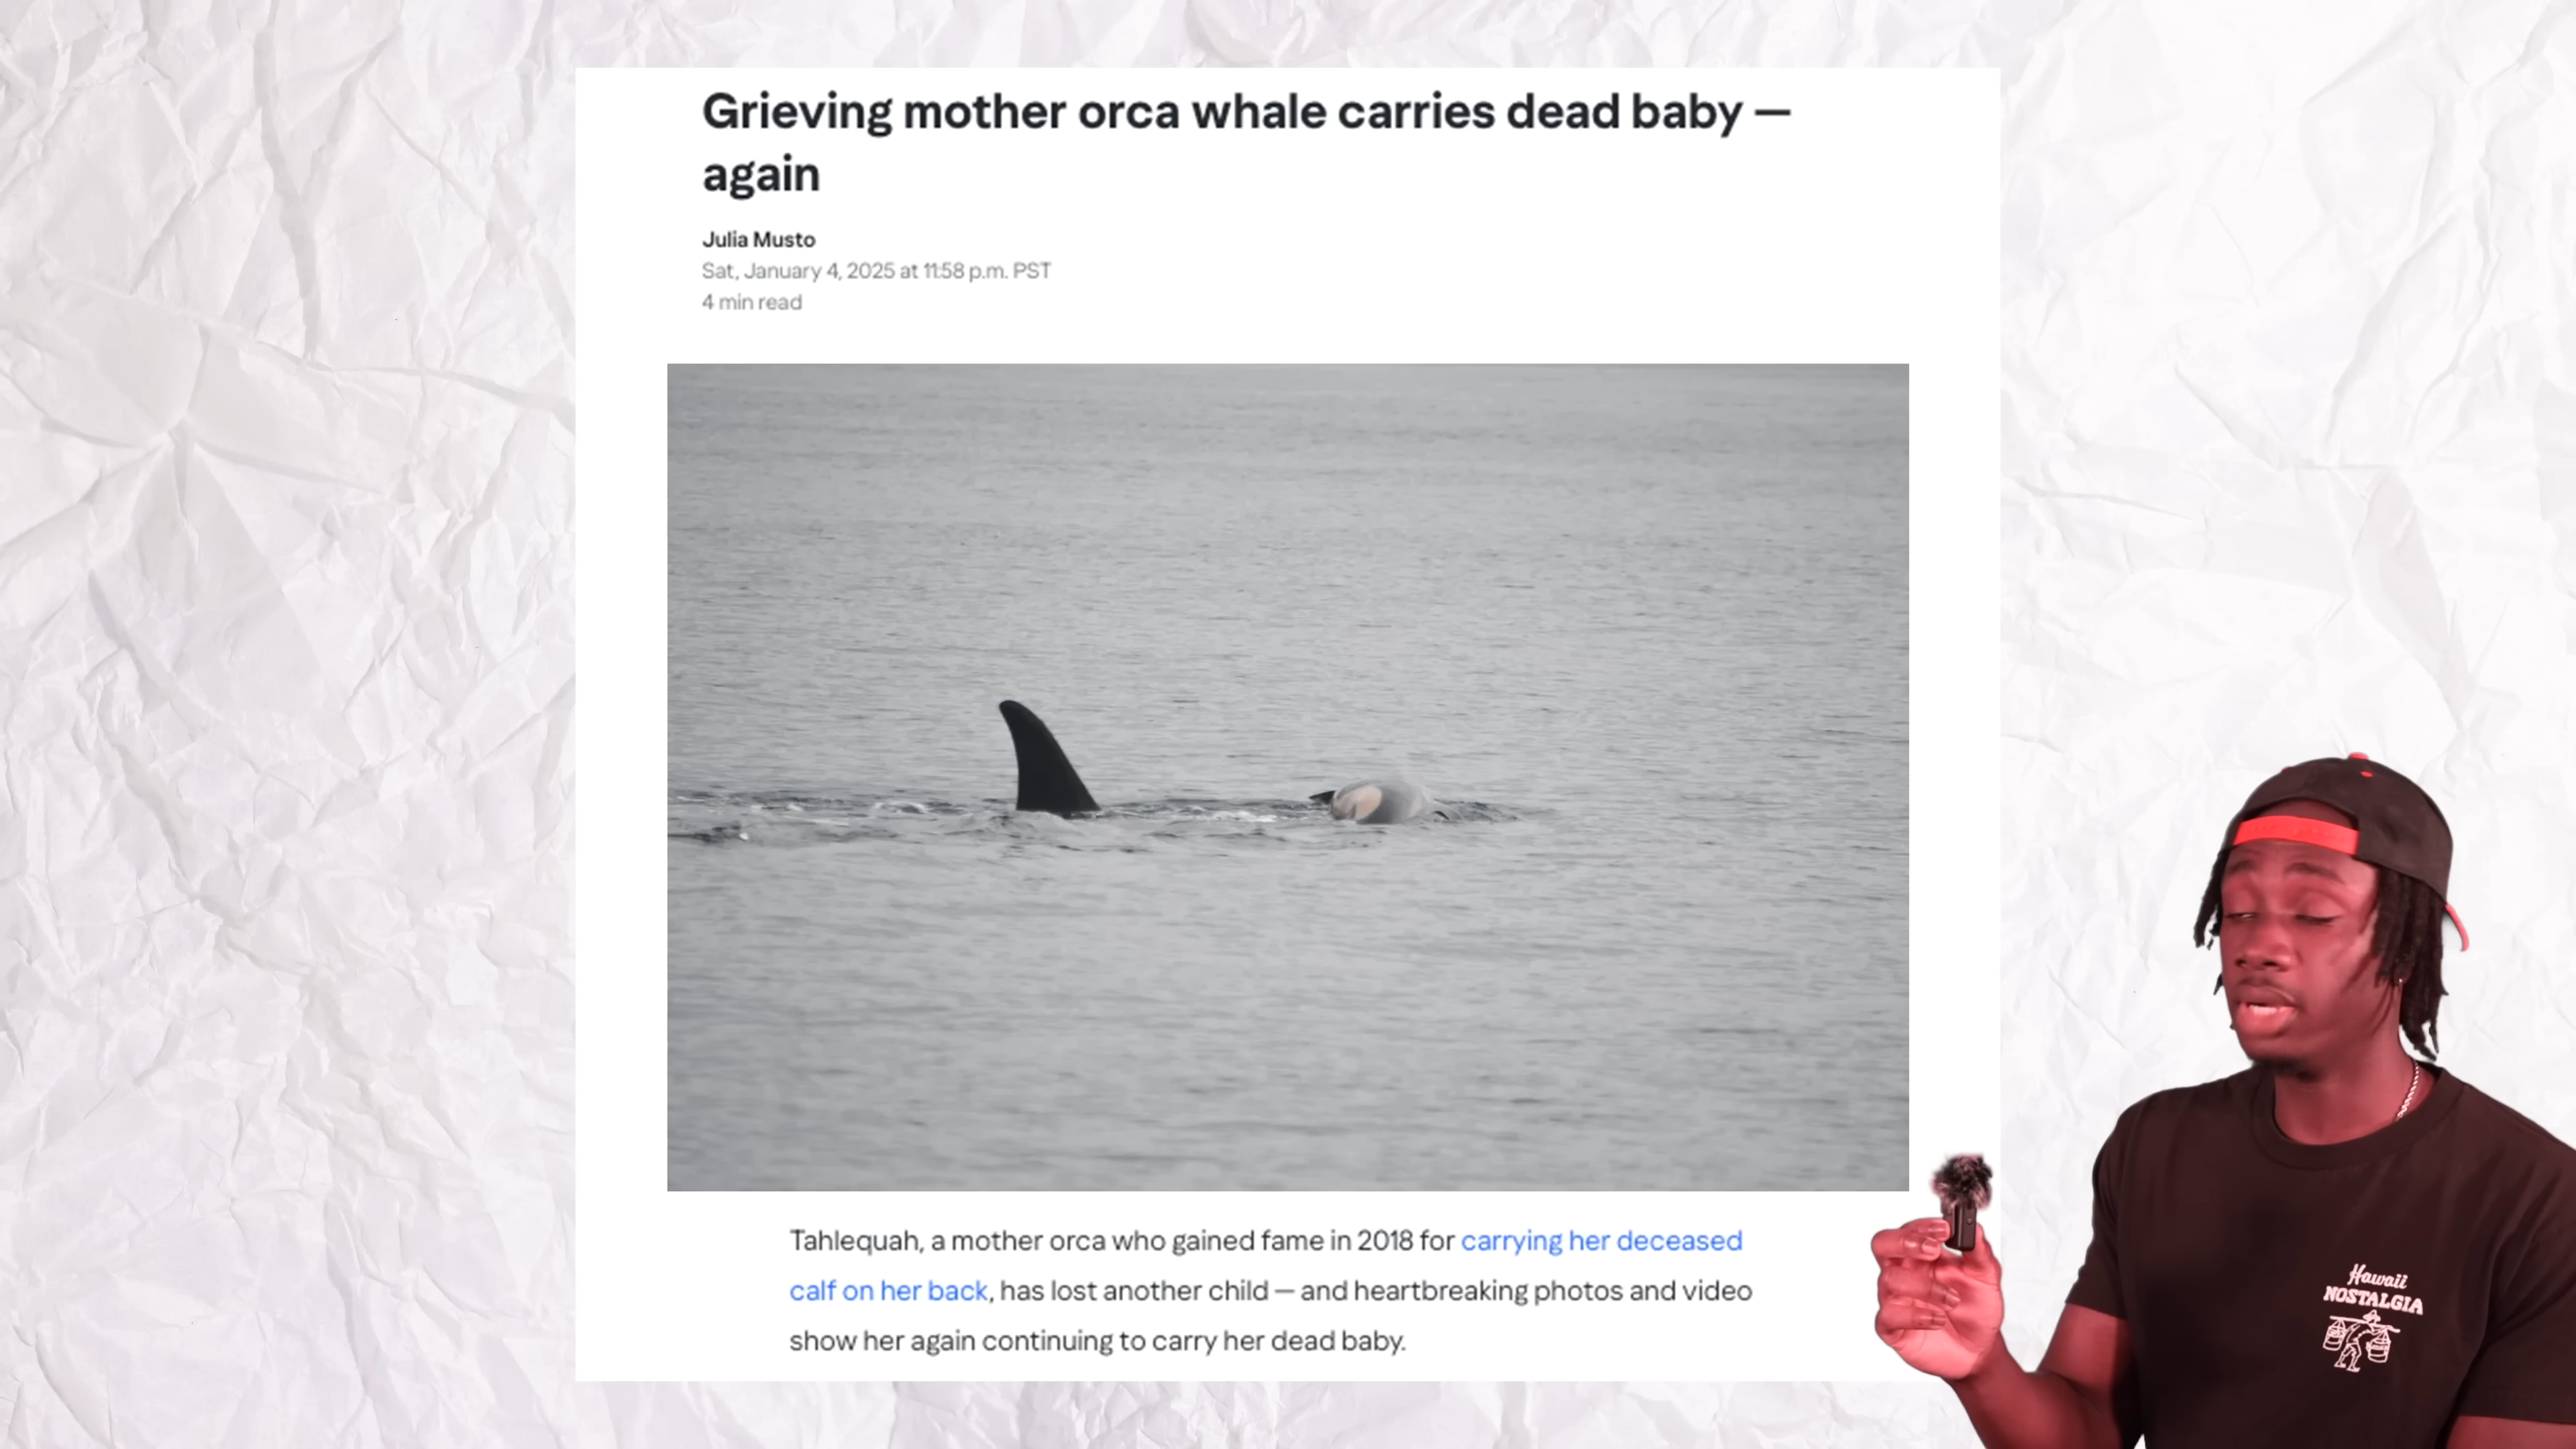 Grieving mother orca whale carries dead baby —
again
Julia Musto
Sat, January 4, 2025 at 11:58 p.m. PST
4 min read
Tahlequah, a mother orca who gained fame in 2018 for carrying her deceased
calf on her back, has lost another child — and heartbreaking photos and video
show her again continuing to carry her dead baby.
Hawaii
NOSTALGIA